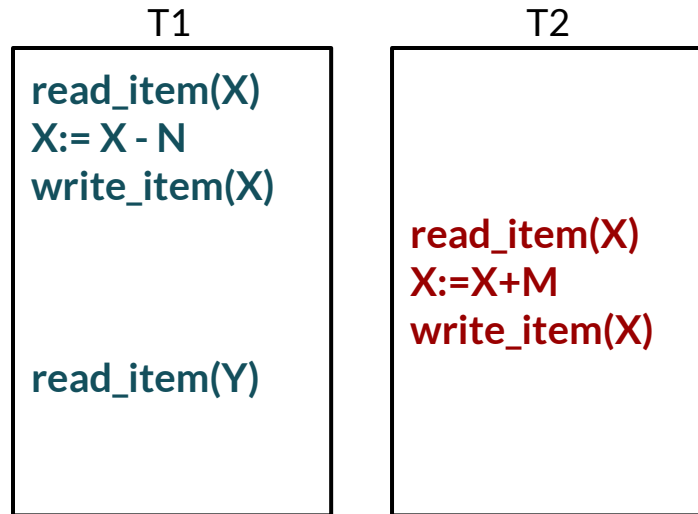 T1
read_item(X)
X:= X - N
write_item(X)
read_item(Y)
T2
read_item(X)
X:=X+M
write_item(X)